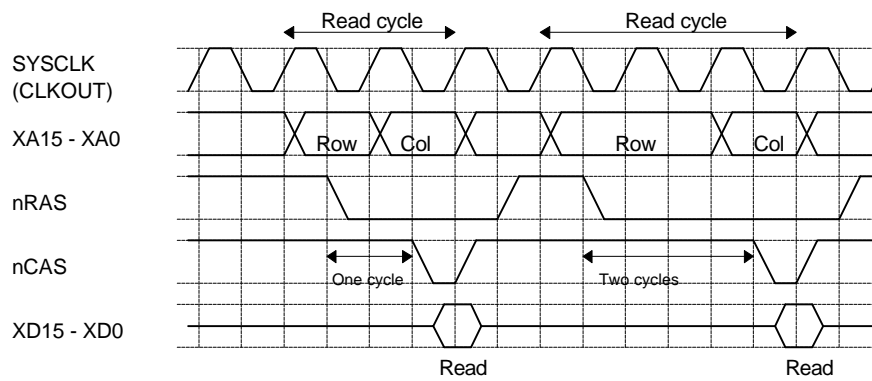 Read cycle Read cycle
SYSCLK
(CLKOUT)
XA15 - XA0 Row Col Row Col
nRAS
nCAS
One cycle Two cycles
XD15 - XD0
Read Read